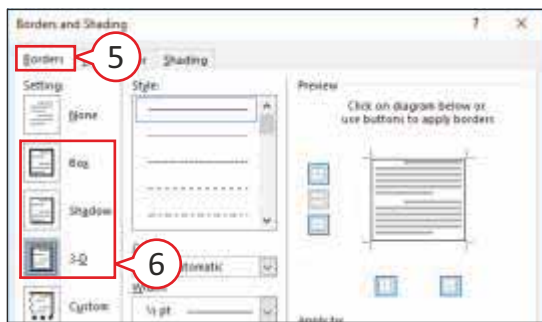 Borders and Shading ? ×
Borders 5 Shading
Setting: Style: Preview
None
Click on diagram below or
use buttons to apply borders
Box
Shadow
3-D
6
Custom
½ pt